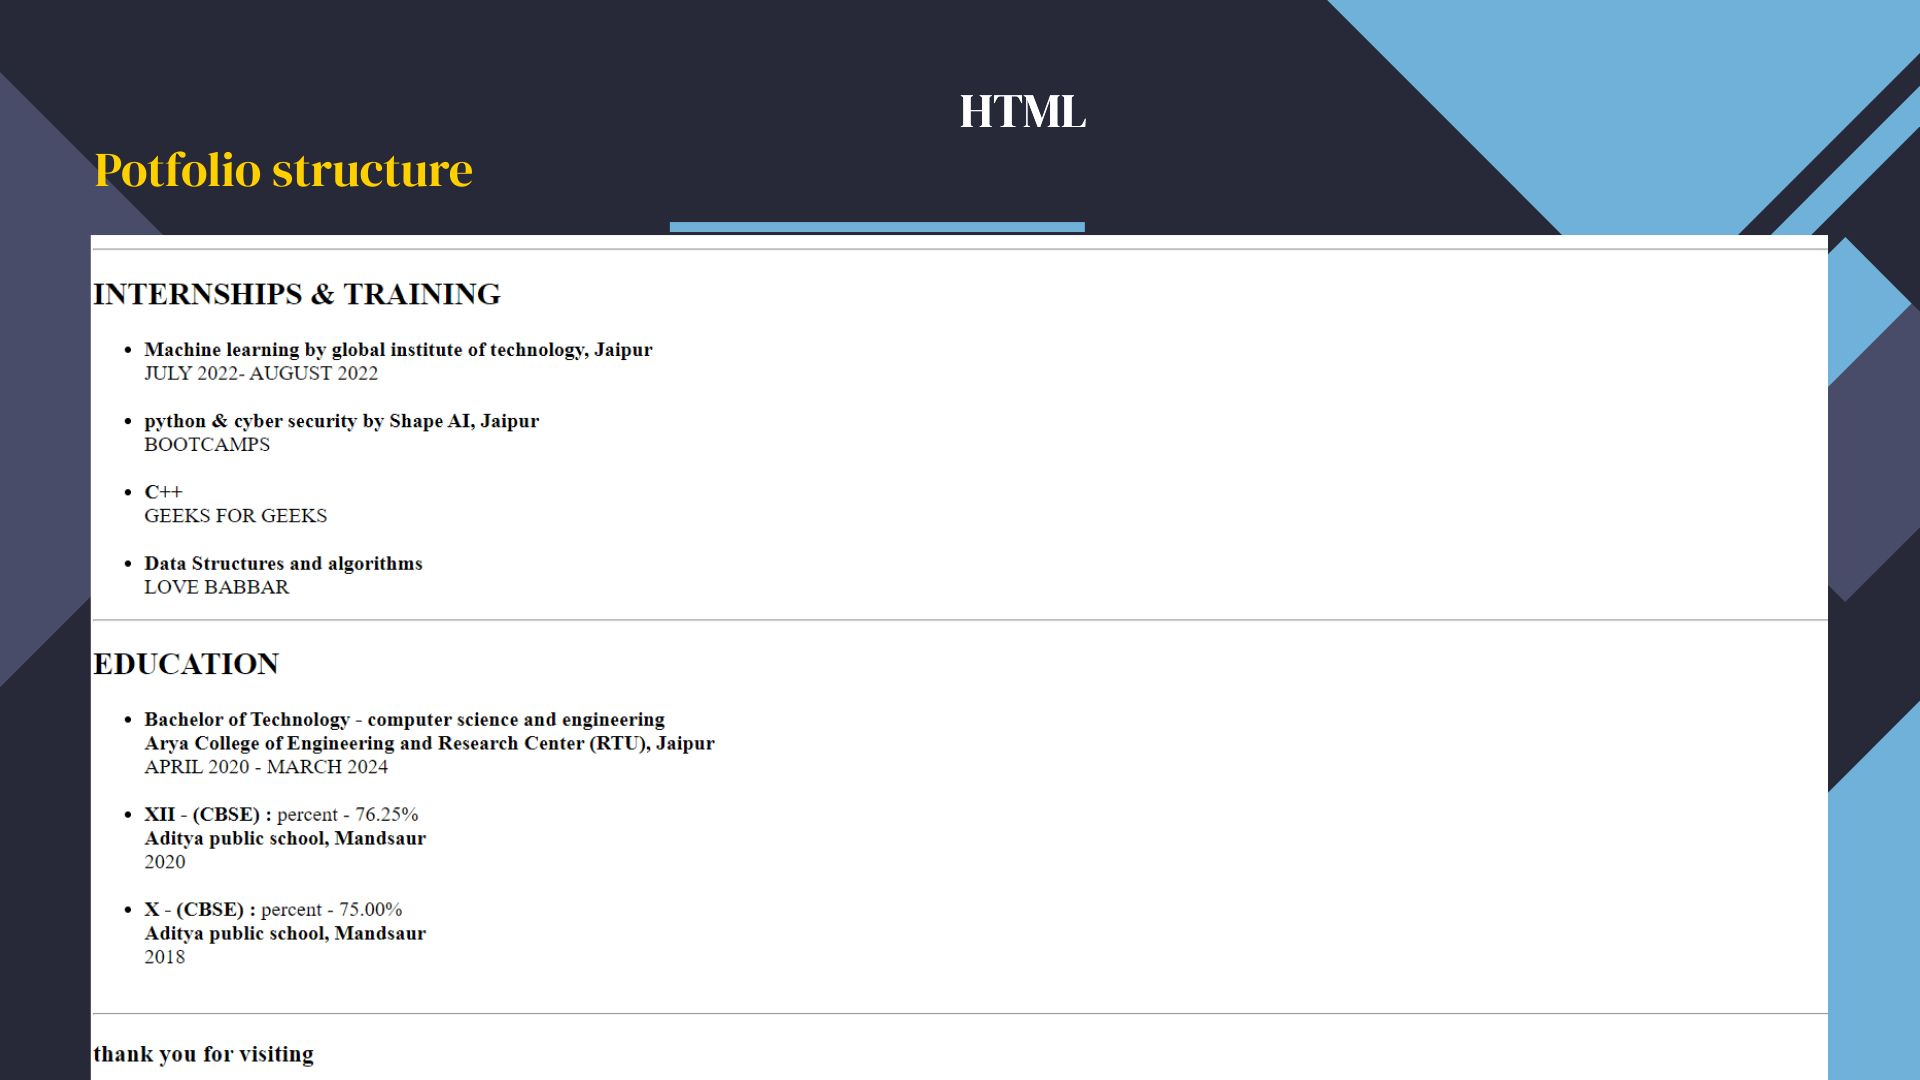 HTML
Potfolio structure
INTERNSHIPS & TRAINING
• Machine learning by global institute of technology, Jaipur
JULY 2022- AUGUST 2022
• python & cyber security by Shape AI, Jaipur
BOOTCAMPS
• C++
GEEKS FOR GEEKS
• Data Structures and algorithms
LOVE BABBAR
EDUCATION
• Bachelor of Technology - computer science and engineering
Arya College of Engineering and Research Center (RTU), Jaipur
APRIL 2020 - MARCH 2024
• XII - (CBSE) : percent - 76.25%
Aditya public school, Mandsaur
2020
• X - (CBSE) : percent - 75.00%
Aditya public school, Mandsaur
2018
thank you for visiting